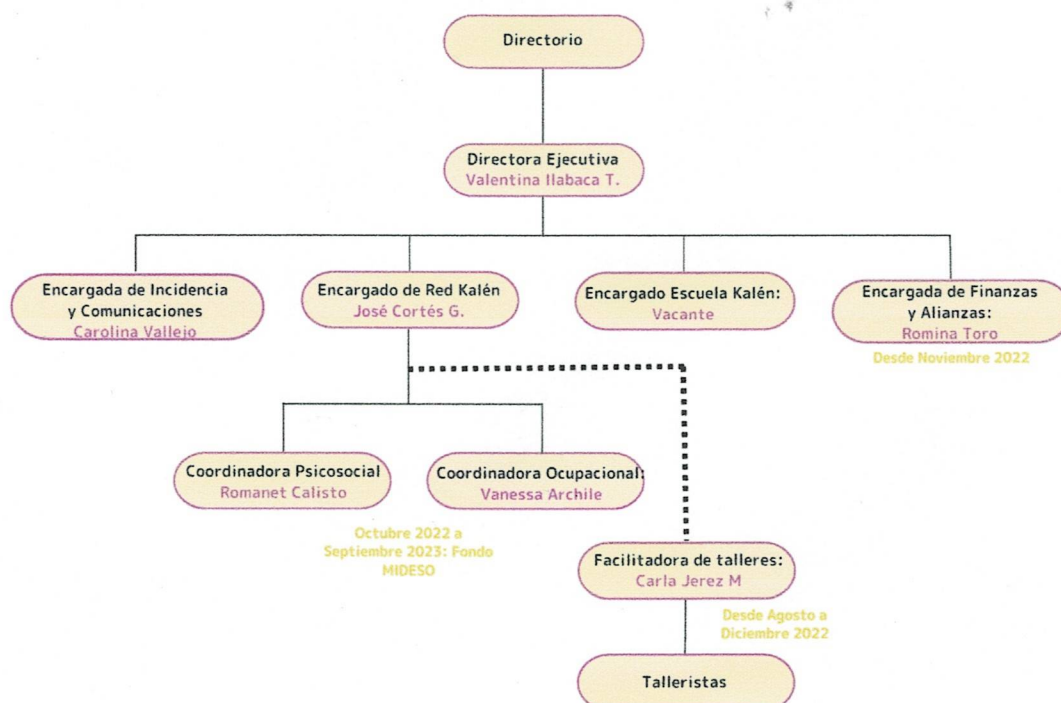 Directorio
Directora Ejecutiva
Valentina Ilabaca T.
Encargada de Incidencia
y Comunicaciones
Carolina Vallejo
Encargado de Red Kalén
José Cortés G.
Encargado Escuela Kalén:
Vacante
Encargada de Finanzas
y Alianzas:
Romina Toro
Desde Noviembre 2022
Coordinadora Psicosocial
Romanet Calisto
Coordinadora Ocupacional:
Vanessa Archile
Octubre 2022 a
Septiembre 2023: Fondo
MIDESO
Facilitadora de talleres:
Carla Jerez M
Desde Agosto a
Diciembre 2022
Talleristas